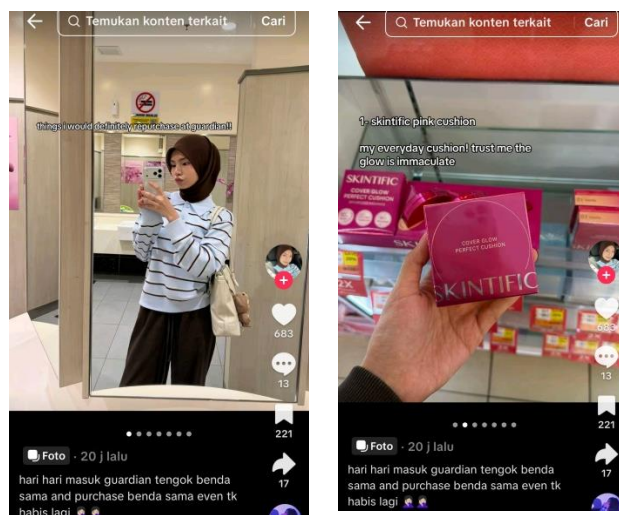 Temukan konten terkait
Cari
things i would definitely repurchase at guardian!!
683
13
221
17
Foto · 20 j lalu
hari hari masuk guardian tengok benda
sama and purchase benda sama even tk
habis lagi
Temukan konten terkait
Cari
1- skintific pink cushion
my everyday cushion! trust me the
glow is immaculate
SKINTIFIC
COVER GLOW
PERFECT CUSHION
COVER GLOW
PERFECT CUSHION
SKINTIFIC
683
13
221
17
Foto · 20 j lalu
hari hari masuk guardian tengok benda
sama and purchase benda sama even tk
habis lagi